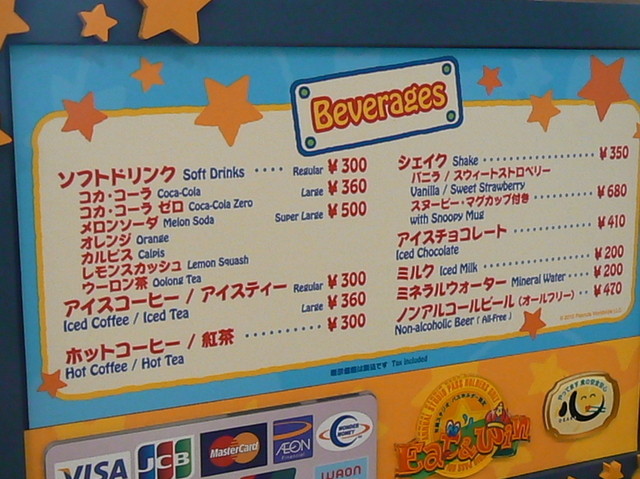 Beverages
ソフトドリンク Soft Drinks ···· Regular ¥300
コカ・コーラ Coca-Cola Large ¥360
コカ・コーラ ゼロ Coca-Cola Zero
メロンソーダ Melon Soda Super Large ¥500
オレンジ Orange
カルピス Calpis
レモンスカッシュ Lemon Squash
ウーロン茶 Oolong Tea
アイスコーヒー / アイスティー Regular ¥300
Iced Coffee / Iced Tea Large ¥360
ホットコーヒー / 紅茶 ·········· ¥300
Hot Coffee / Hot Tea
シェイク Shake ················ ¥350
バニラ / スウィートストロベリー
Vanilla / Sweet Strawberry
スヌーピー・マグカップ付き ········ ¥680
with Snoopy Mug
アイスチョコレート ············ ¥410
Iced Chocolate
ミルク Iced Milk ················ ¥200
ミネラルウォーター Mineral Water ···· ¥200
ノンアルコールビール (オールフリー) ·· ¥470
Non-alcoholic Beer ( All-Free )
Tax included
VISA
JCB
MasterCard
AEON
Financial
WONDER
MONEY
Eat & Win